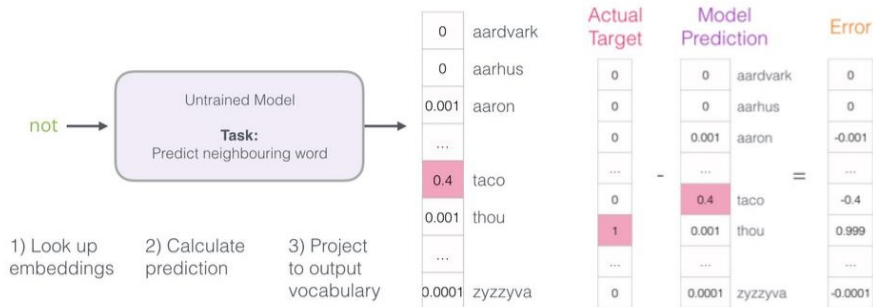 not
Untrained Model
Task:
Predict neighbouring word
1) Look up
embeddings
2) Calculate
prediction
3) Project
to output
vocabulary
0 aardvark
0 aarhus
0.001 aaron
...
0.4 taco
0.001 thou
...
0.0001 zyzzyva
Actual
Target
Model
Prediction
Error
0 0 aardvark 0
0 0 aarhus 0
0 0.001 aaron -0.001
... - ... = ...
0 0.4 taco -0.4
1 0.001 thou 0.999
... ... ...
0 0.0001 zyzzyva -0.0001